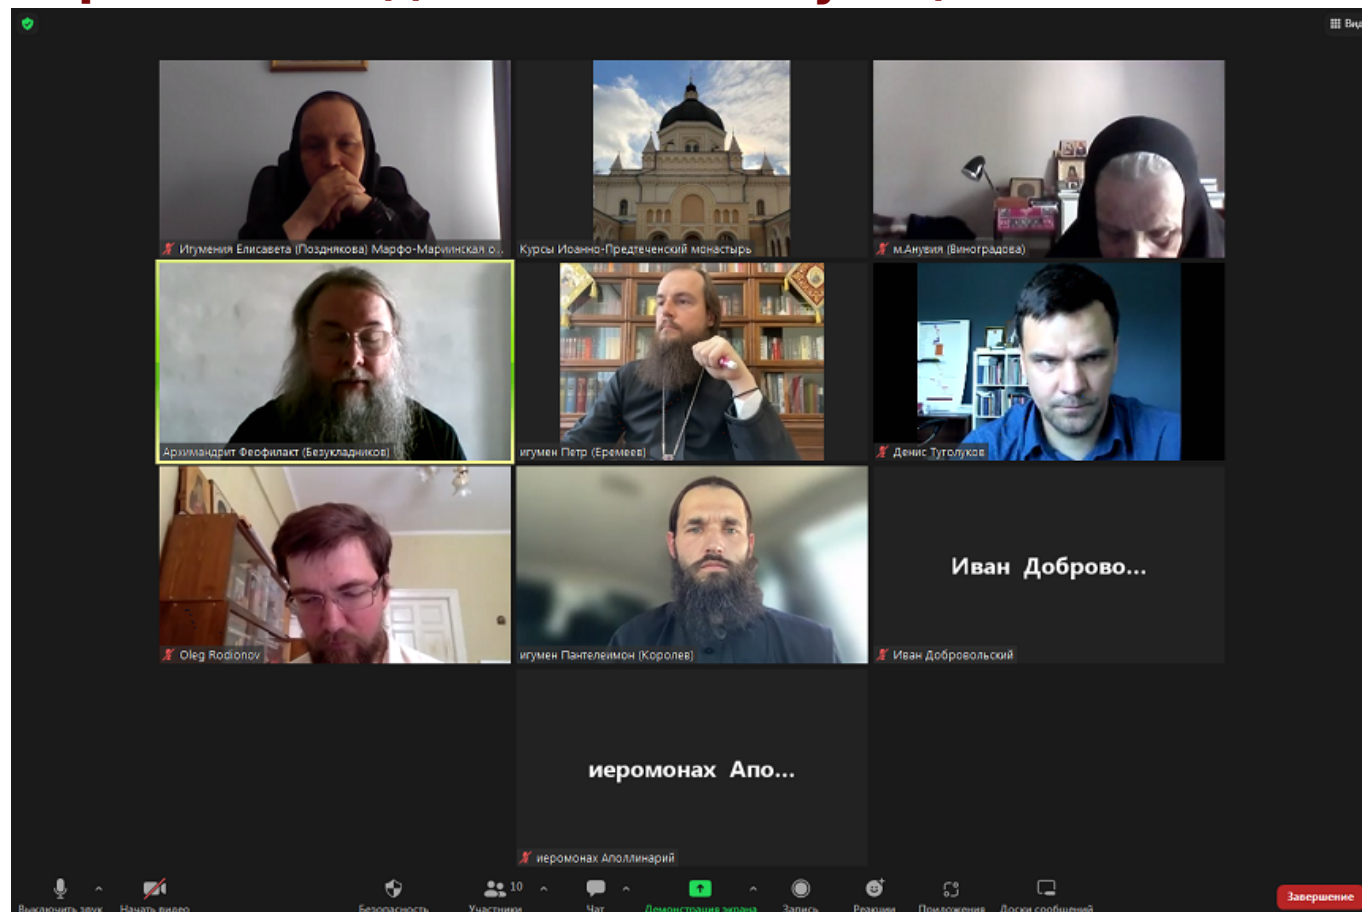 Вид
Игумения Елисавета (Позднякова) Марфо-Мариинская о...
Курсы Иоанно-Предтеченский монастырь
м.Анувия (Виноградова)
Архимандрит Феофилакт (Безукладников)
игумен Петр (Еремеев)
Денис Туголуков
Oleg Rodionov
игумен Пантелеимон (Королев)
Иван Доброво...
Иван Добровольский
иеромонах Апо...
иеромонах Аполлинарий
10
Выключить звук
Начать видео
Безопасность
Участники
Чат
Демонстрация экрана
Запись
Реакции
Приложения
Доски сообщений
Завершение